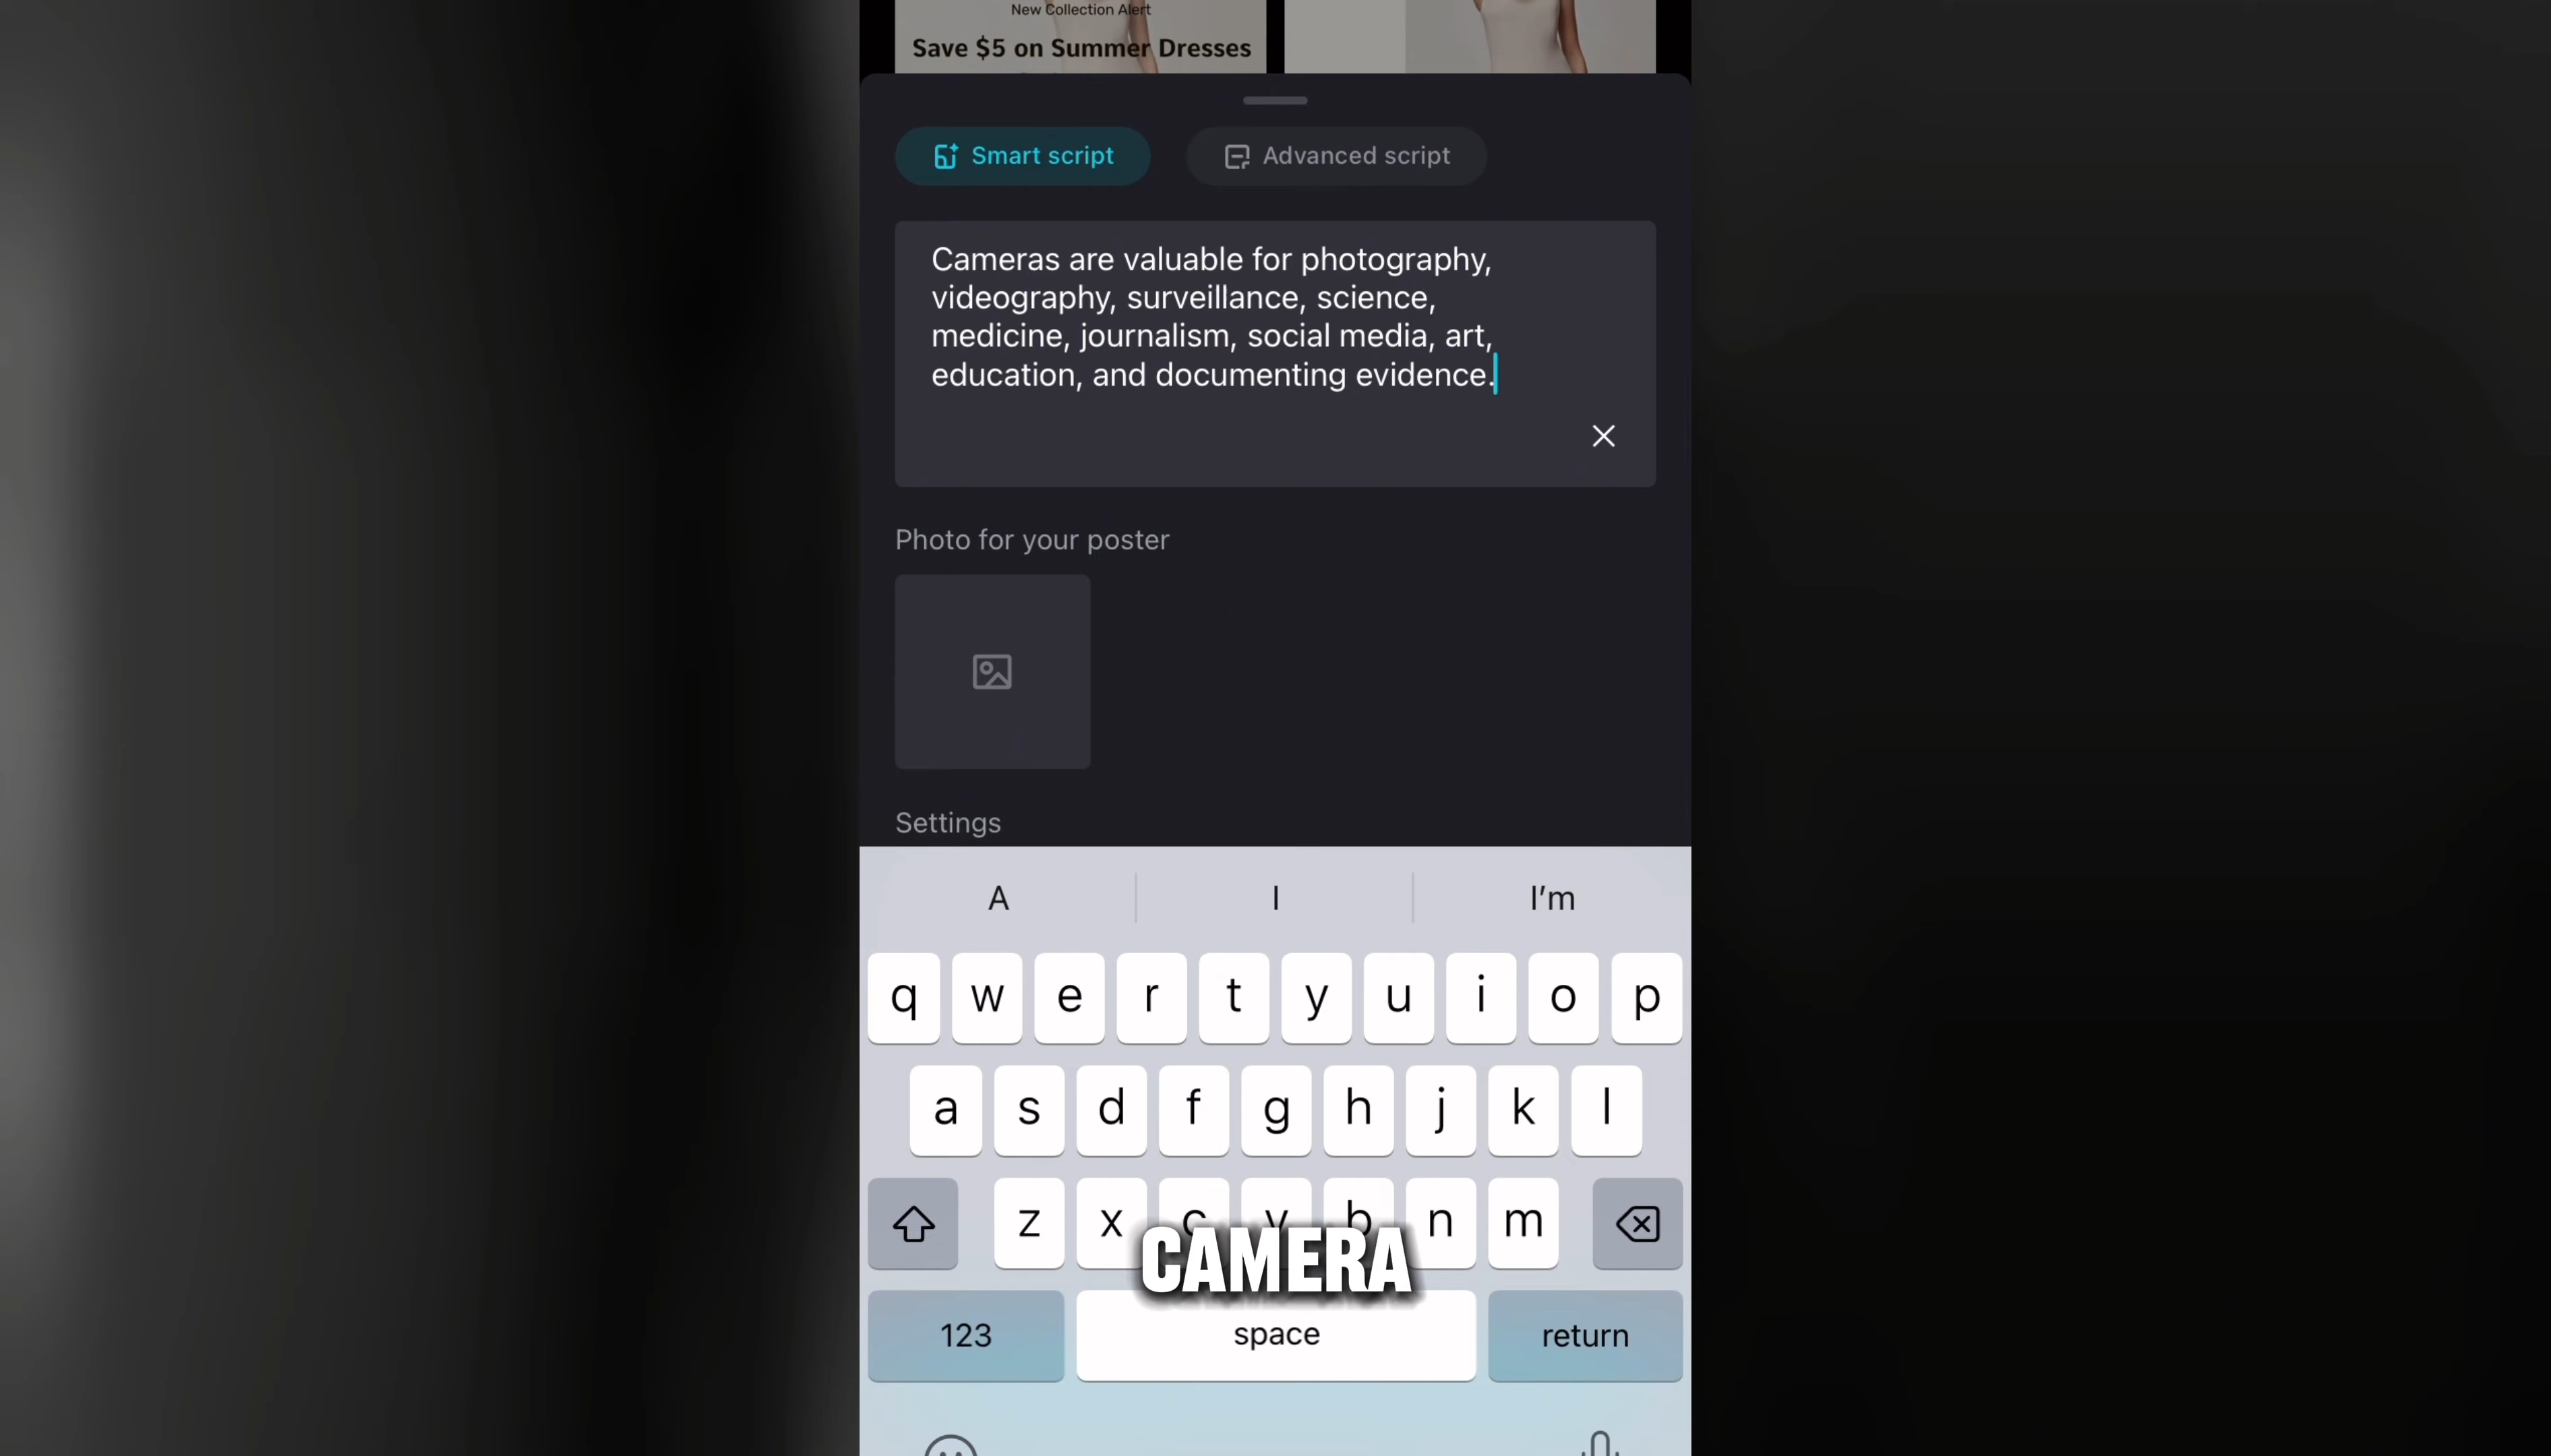 New Collection Alert
Save $5 on Summer Dresses
Smart script
Advanced script
Cameras are valuable for photography,
videography, surveillance, science,
medicine, journalism, social media, art,
education, and documenting evidence.
Photo for your poster
Settings
A I I'm
q w e r t y u i o p
a s d f g h j k l
z x c v b n m
CAMERA
123 space return